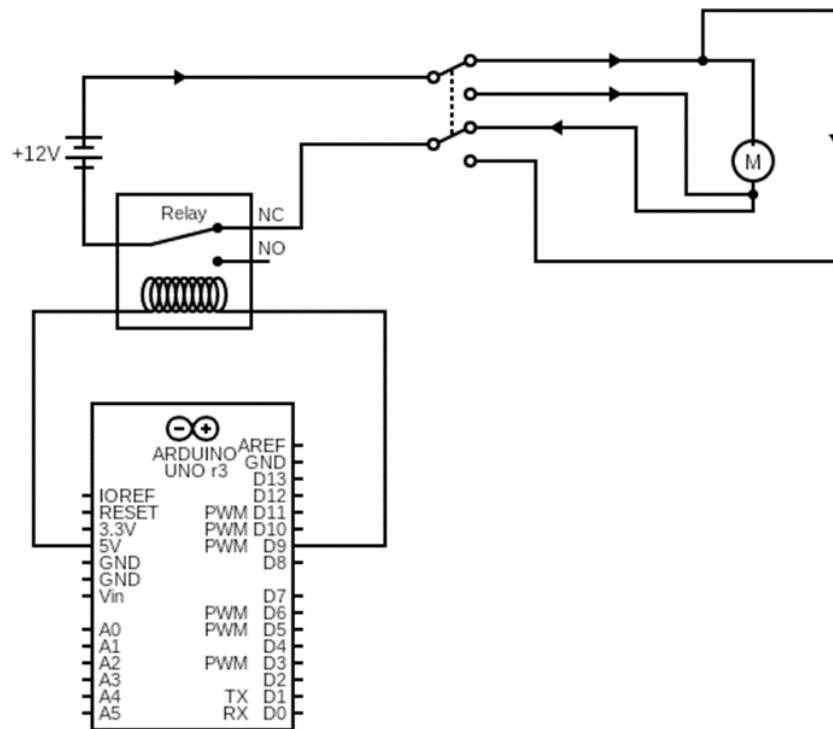 +12V
Relay
NC
NO
M
ARDUINO
UNO r3
AREF
GND
D13
IOREF D12
RESET PWM D11
3.3V PWM D10
5V PWM D9
GND D8
GND
Vin D7
PWM D6
A0 PWM D5
A1 D4
A2 PWM D3
A3 D2
A4 TX D1
A5 RX D0